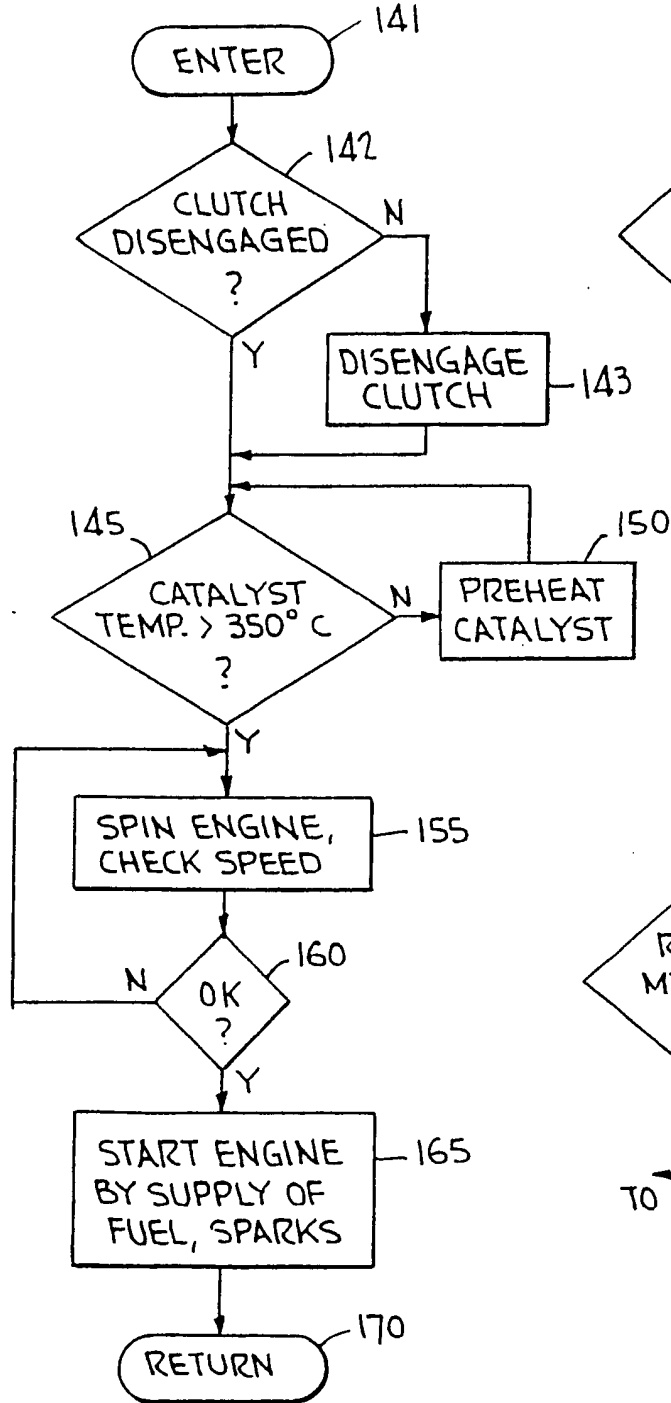 141
ENTER
142
CLUTCH
DISENGAGED
?
N
Y
DISENGAGE
CLUTCH
143
145
CATALYST
TEMP. > 350° C
?
N
150
PREHEAT
CATALYST
Y
SPIN ENGINE,
CHECK SPEED
155
160
OK
?
N
Y
START ENGINE
BY SUPPLY OF
FUEL, SPARKS
165
170
RETURN
TO